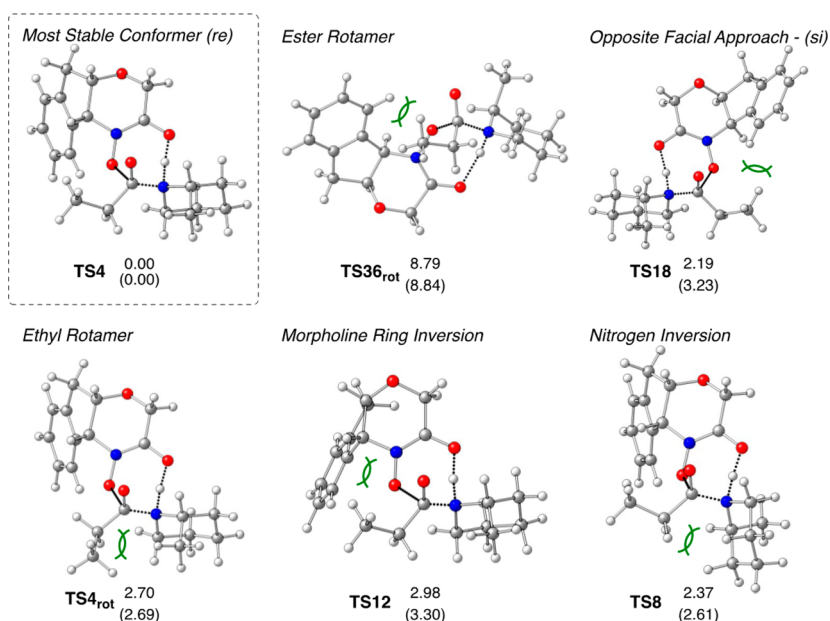 Most Stable Conformer (re)
Ester Rotamer
Opposite Facial Approach - (si)
TS4 0.00
(0.00)
TS36rot 8.79
(8.84)
TS18 2.19
(3.23)
Ethyl Rotamer
Morpholine Ring Inversion
Nitrogen Inversion
TS4rot 2.70
(2.69)
TS12 2.98
(3.30)
TS8 2.37
(2.61)